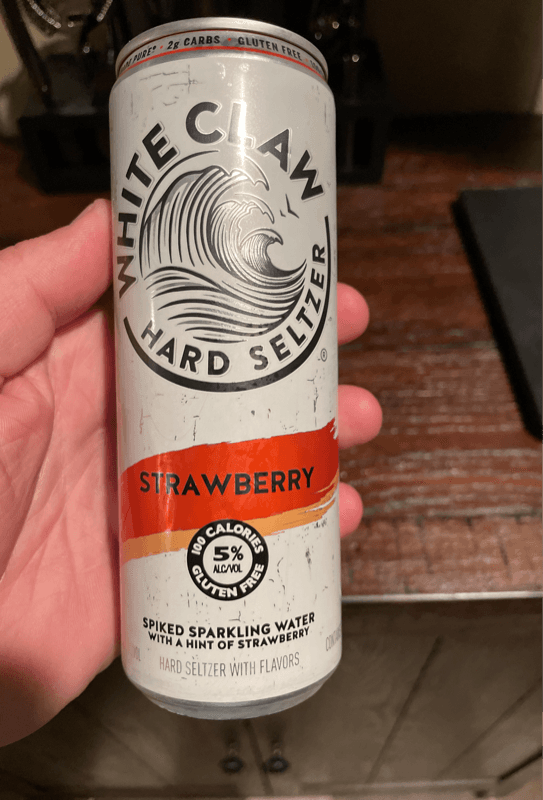 PURE* · 2g CARBS · GLUTEN FREE
WHITE CLAW
HARD SELTZER
®
STRAWBERRY
100 CALORIES
5%
ALC/VOL
GLUTEN FREE
SPIKED SPARKLING WATER
WITH A HINT OF STRAWBERRY
HARD SELTZER WITH FLAVORS